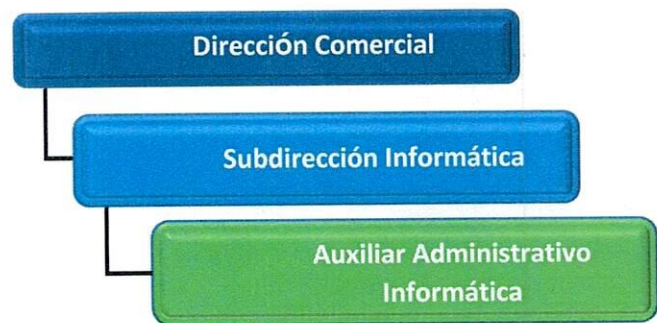 Dirección Comercial
Subdirección Informática
Auxiliar Administrativo
Informática